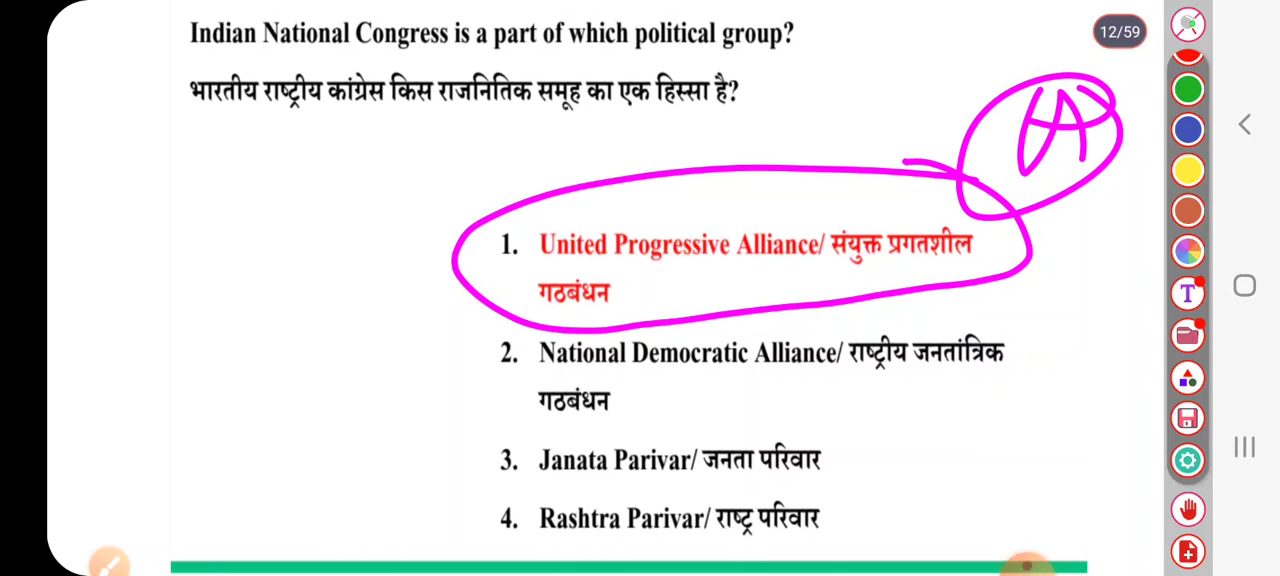 Indian National Congress is a part of which political group?
12/59
भारतीय राष्ट्रीय कांग्रेस किस राजनितिक समूह का एक हिस्सा है?
A
1. United Progressive Alliance/ संयुक्त प्रगतशील
गठबंधन
T
2. National Democratic Alliance/ राष्ट्रीय जनतांत्रिक
गठबंधन
3. Janata Parivar/ जनता परिवार
4. Rashtra Parivar/ राष्ट्र परिवार